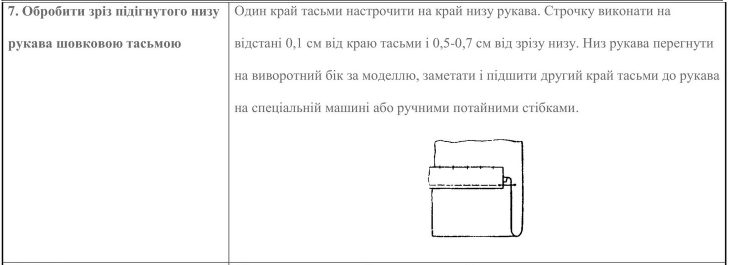 7. Обробити зріз підігнутого низу
рукава шовковою тасьмою
Один край тасьми настрочити на край низу рукава. Строчку виконати на
відстані 0,1 см від краю тасьми і 0,5-0,7 см від зрізу низу. Низ рукава перегнути
на виворотний бік за моделлю, заметати і підшити другий край тасьми до рукава
на спеціальній машині або ручними потайними стібками.